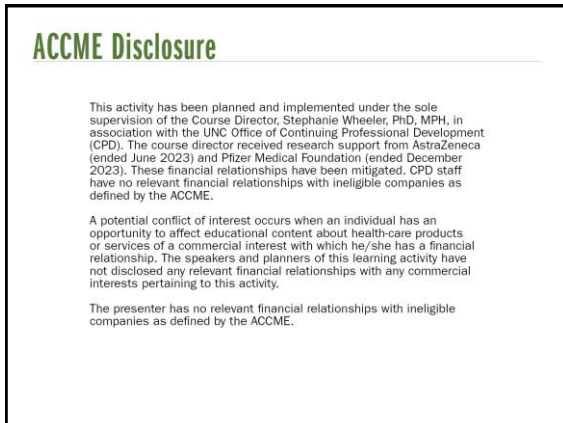 ACCME Disclosure
This activity has been planned and implemented under the sole
supervision of the Course Director, Stephanie Wheeler, PhD, MPH, in
association with the UNC Office of Continuing Professional Development
(CPD). The course director received research support from AstraZeneca
(ended June 2023) and Pfizer Medical Foundation (ended December
2023). These financial relationships have been mitigated. CPD staff
have no relevant financial relationships with ineligible companies as
defined by the ACCME.
A potential conflict of interest occurs when an individual has an
opportunity to affect educational content about health-care products
or services of a commercial interest with which he/she has a financial
relationship. The speakers and planners of this learning activity have
not disclosed any relevant financial relationships with any commercial
interests pertaining to this activity.
The presenter has no relevant financial relationships with ineligible
companies as defined by the ACCME.